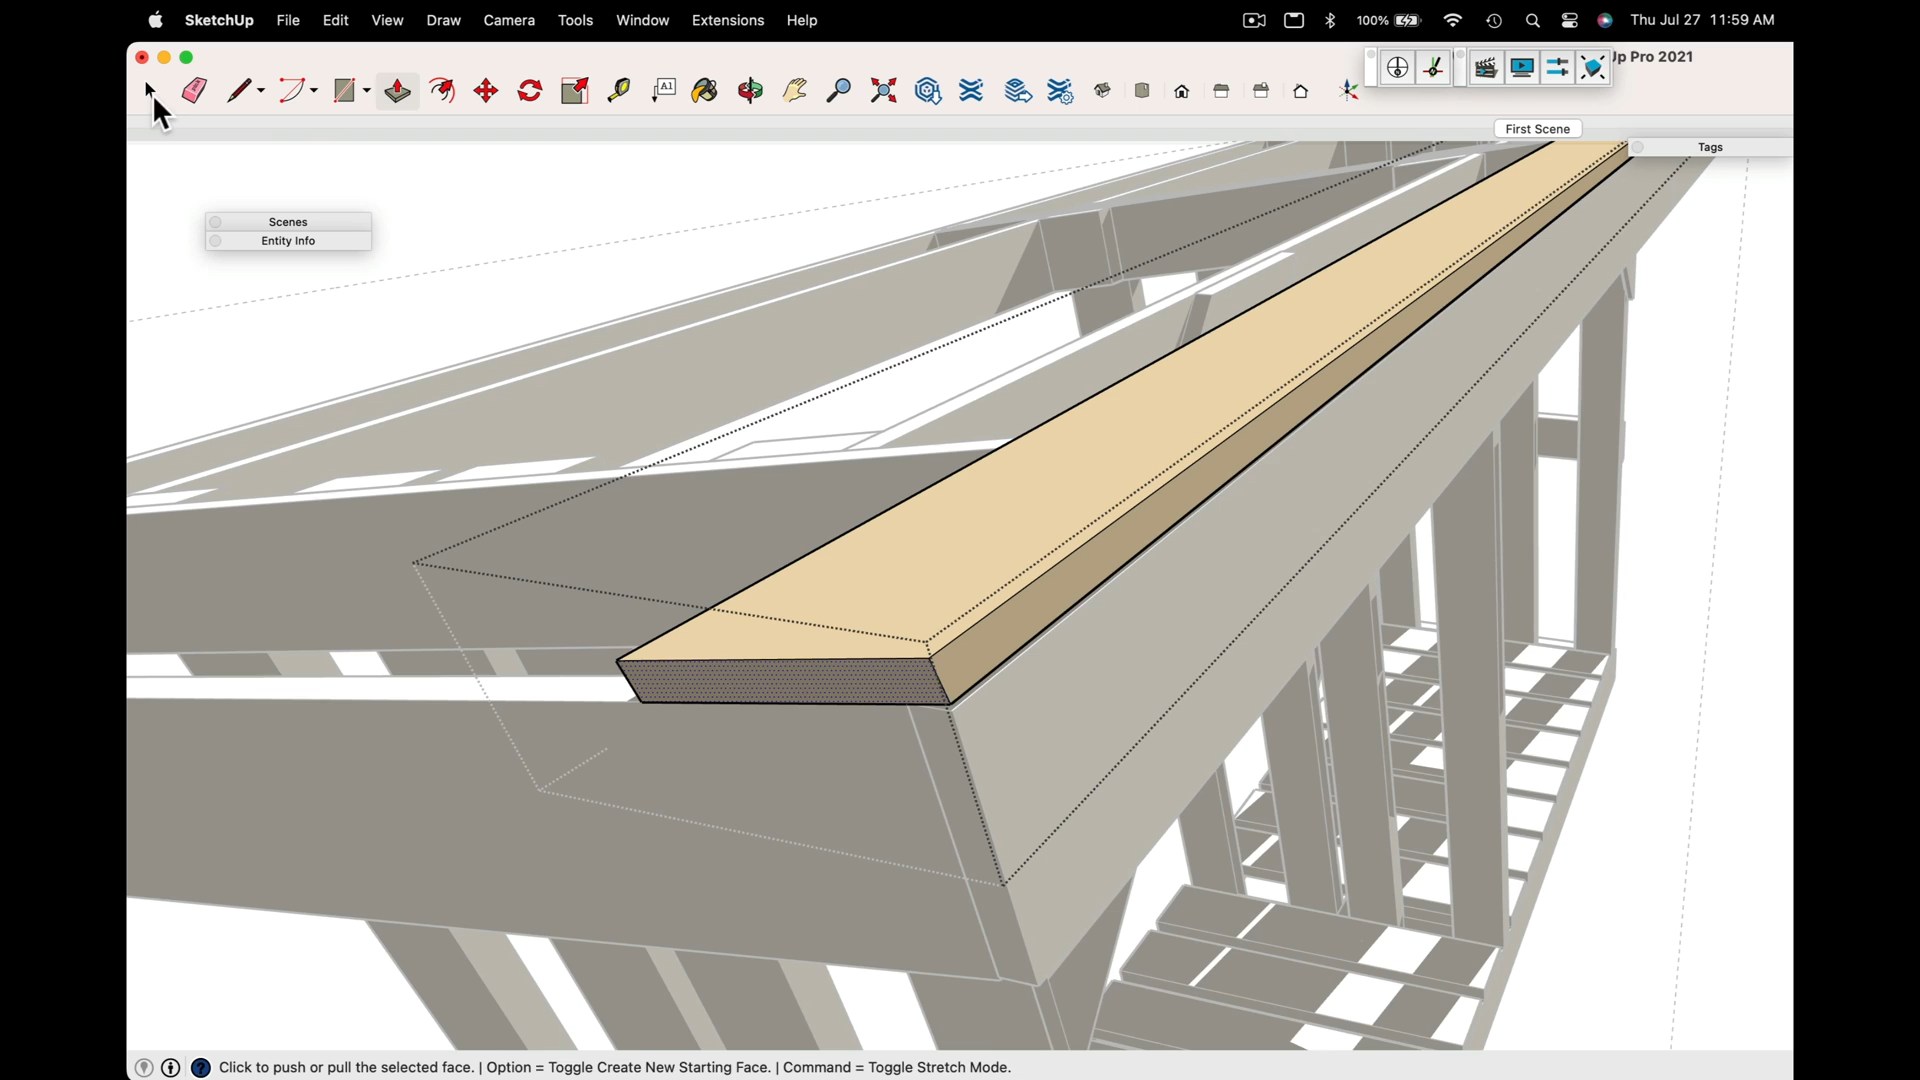 SketchUp File Edit View Draw Camera Tools Window Extensions Help 100% Thu Jul 27 11:59 AM
Up Pro 2021
A1
First Scene
Tags
Scenes
Entity Info
Click to push or pull the selected face. | Option = Toggle Create New Starting Face. | Command = Toggle Stretch Mode.